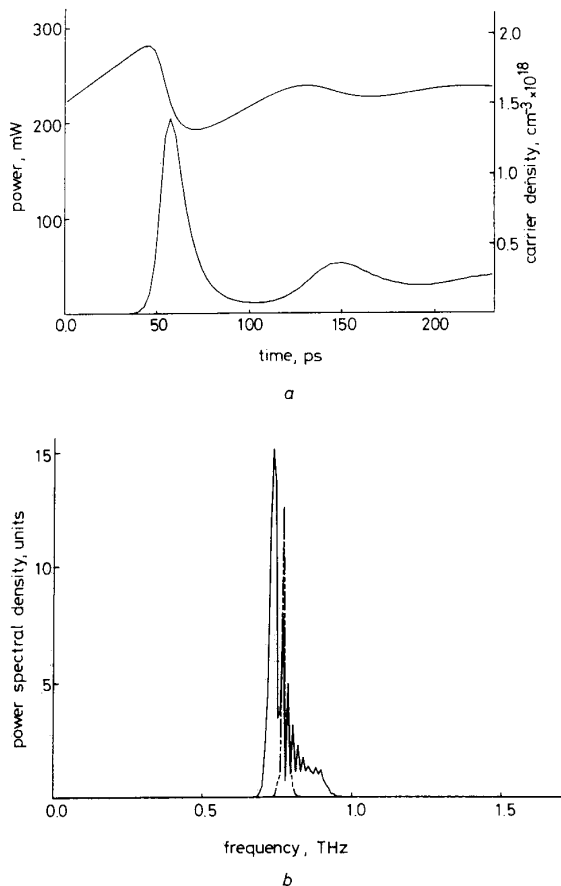 300
200
100
power, mW
2.0
1.5
1.0
0.5
carrier density, cm⁻³ ×10¹⁸
0.0 50 100 150 200
time, ps
a
15
10
5
power spectral density, units
0.0 0.5 1.0 1.5
frequency, THz
b